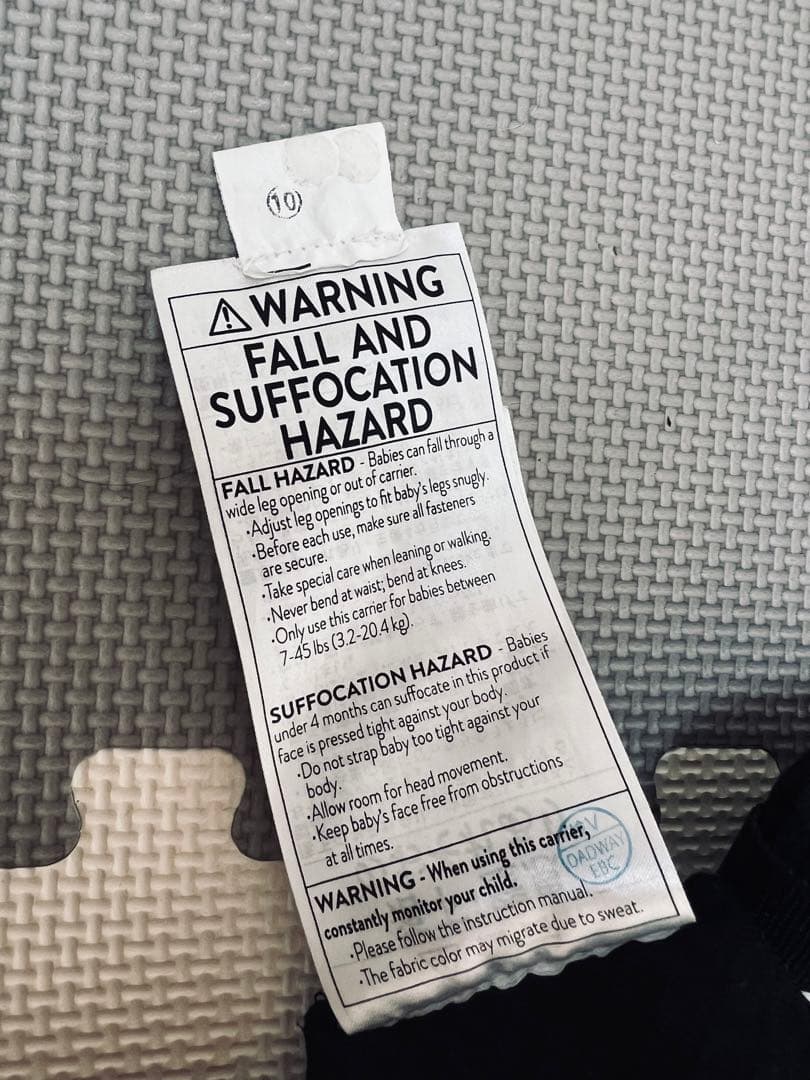 (10)
⚠ WARNING
FALL AND
SUFFOCATION
HAZARD
FALL HAZARD - Babies can fall through a
wide leg opening or out of carrier.
•Adjust leg openings to fit baby's legs snugly.
•Before each use, make sure all fasteners
are secure.
•Take special care when leaning or walking.
•Never bend at waist; bend at knees.
•Only use this carrier for babies between
7-45 lbs (3.2-20.4 kg).
SUFFOCATION HAZARD - Babies
under 4 months can suffocate in this product if
face is pressed tight against your body.
•Do not strap baby too tight against your
body.
•Allow room for head movement.
•Keep baby's face free from obstructions
at all times.
WARNING - When using this carrier,
constantly monitor your child.
•Please follow the instruction manual.
•The fabric color may migrate due to sweat.
DADWAY
EBC